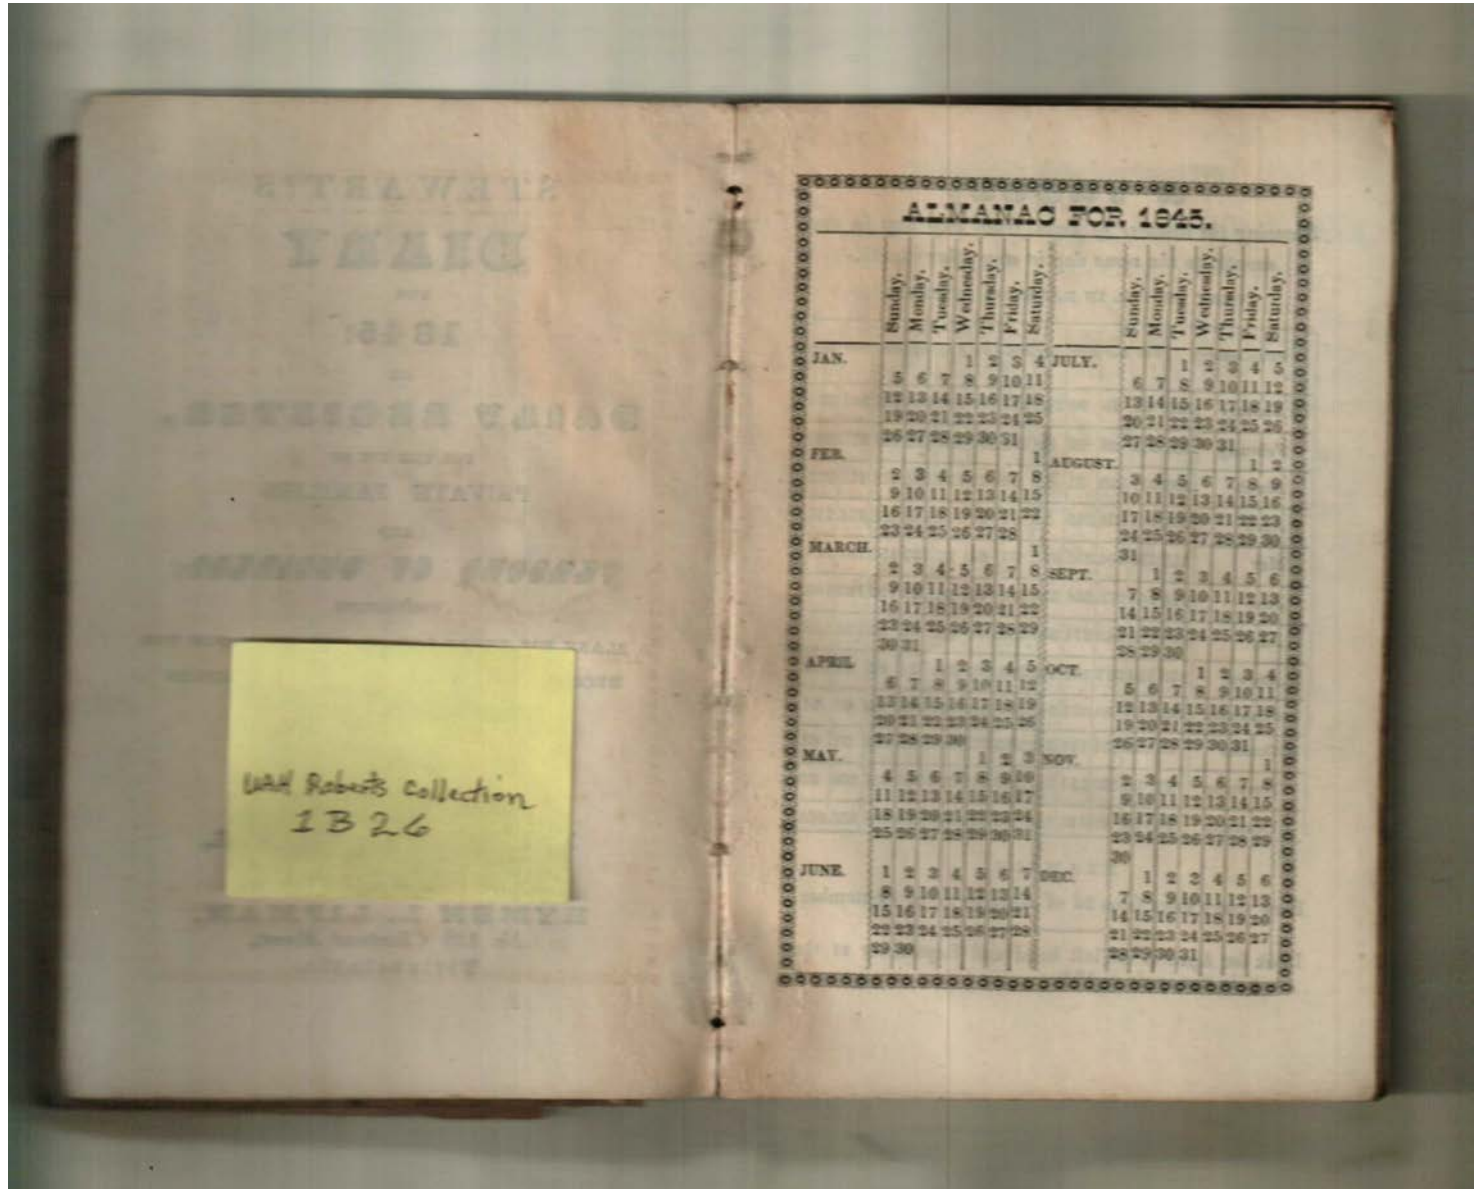 STEWART'S
DIARY
FOR
1845:
OR
DAILY REGISTER,
PRIVATE FAMILIES
AND
PERSONS OF BUSINESS,
UAH Roberts Collection
1 B 26
HYMEN L. LIPMAN,
ALMANAC FOR 1845.
Sunday, Monday, Tuesday, Wednesday, Thursday, Friday, Saturday,
JAN. 1 2 3 4
5 6 7 8 9 10 11
12 13 14 15 16 17 18
19 20 21 22 23 24 25
26 27 28 29 30 31
FEB. 1
2 3 4 5 6 7 8
9 10 11 12 13 14 15
16 17 18 19 20 21 22
23 24 25 26 27 28
MARCH. 1
2 3 4 5 6 7 8
9 10 11 12 13 14 15
16 17 18 19 20 21 22
23 24 25 26 27 28 29
30 31
APRIL 1 2 3 4 5
6 7 8 9 10 11 12
13 14 15 16 17 18 19
20 21 22 23 24 25 26
27 28 29 30
MAY. 1 2 3
4 5 6 7 8 9 10
11 12 13 14 15 16 17
18 19 20 21 22 23 24
25 26 27 28 29 30 31
JUNE. 1 2 3 4 5 6 7
8 9 10 11 12 13 14
15 16 17 18 19 20 21
22 23 24 25 26 27 28
29 30
Sunday, Monday, Tuesday, Wednesday, Thursday, Friday, Saturday,
JULY. 1 2 3 4 5
6 7 8 9 10 11 12
13 14 15 16 17 18 19
20 21 22 23 24 25 26
27 28 29 30 31
AUGUST. 1 2
3 4 5 6 7 8 9
10 11 12 13 14 15 16
17 18 19 20 21 22 23
24 25 26 27 28 29 30
31
SEPT. 1 2 3 4 5 6
7 8 9 10 11 12 13
14 15 16 17 18 19 20
21 22 23 24 25 26 27
28 29 30
OCT. 1 2 3 4
5 6 7 8 9 10 11
12 13 14 15 16 17 18
19 20 21 22 23 24 25
26 27 28 29 30 31
NOV. 1
2 3 4 5 6 7 8
9 10 11 12 13 14 15
16 17 18 19 20 21 22
23 24 25 26 27 28 29
30
DEC. 1 2 3 4 5 6
7 8 9 10 11 12 13
14 15 16 17 18 19 20
21 22 23 24 25 26 27
28 29 30 31